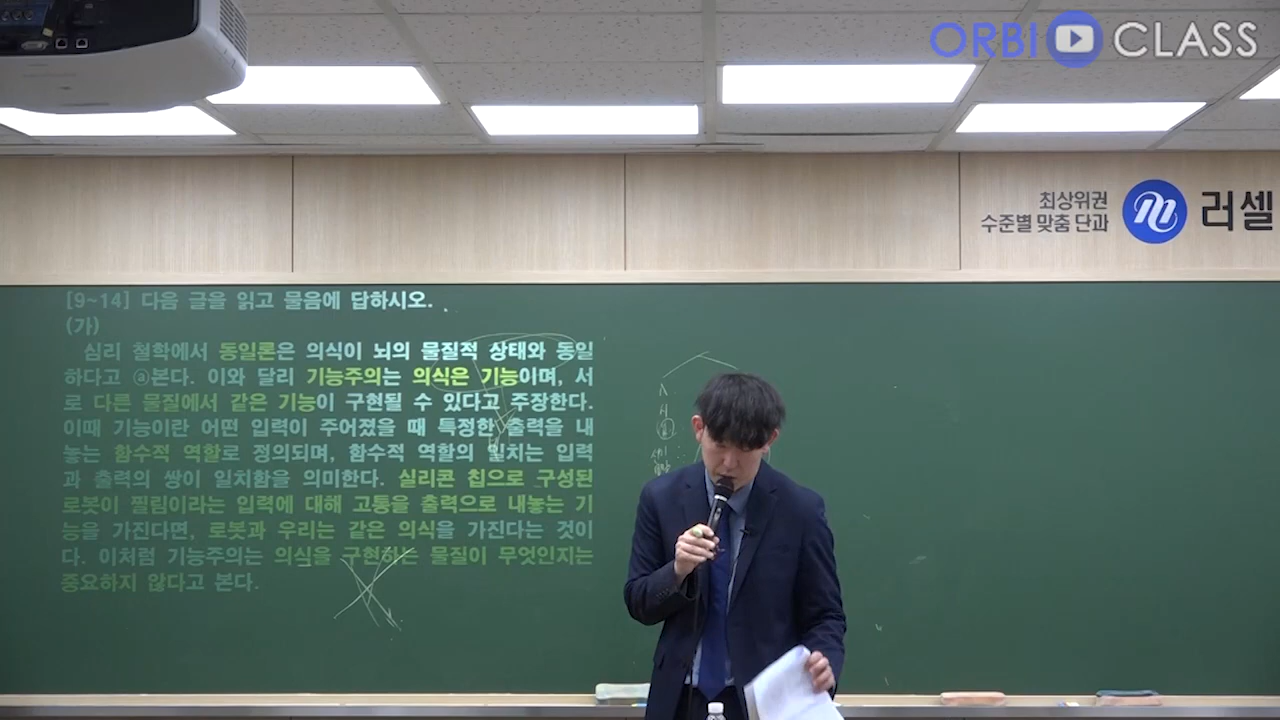 ORBI CLASS
최상위권
수준별 맞춤 단과
러셀
[9~14] 다음 글을 읽고 물음에 답하시오.
(가)
심리 철학에서 동일론은 의식이 뇌의 물질적 상태와 동일
하다고 ⓐ본다. 이와 달리 기능주의는 의식은 기능이며, 서
로 다른 물질에서 같은 기능이 구현될 수 있다고 주장한다.
이때 기능이란 어떤 입력이 주어졌을 때 특정한 출력을 내
놓는 함수적 역할로 정의되며, 함수적 역할의 일치는 입력
과 출력의 쌍이 일치함을 의미한다. 실리콘 칩으로 구성된
로봇이 찔림이라는 입력에 대해 고통을 출력으로 내놓는 기
능을 가진다면, 로봇과 우리는 같은 의식을 가진다는 것이
다. 이처럼 기능주의는 의식을 구현하는 물질이 무엇인지는
중요하지 않다고 본다.